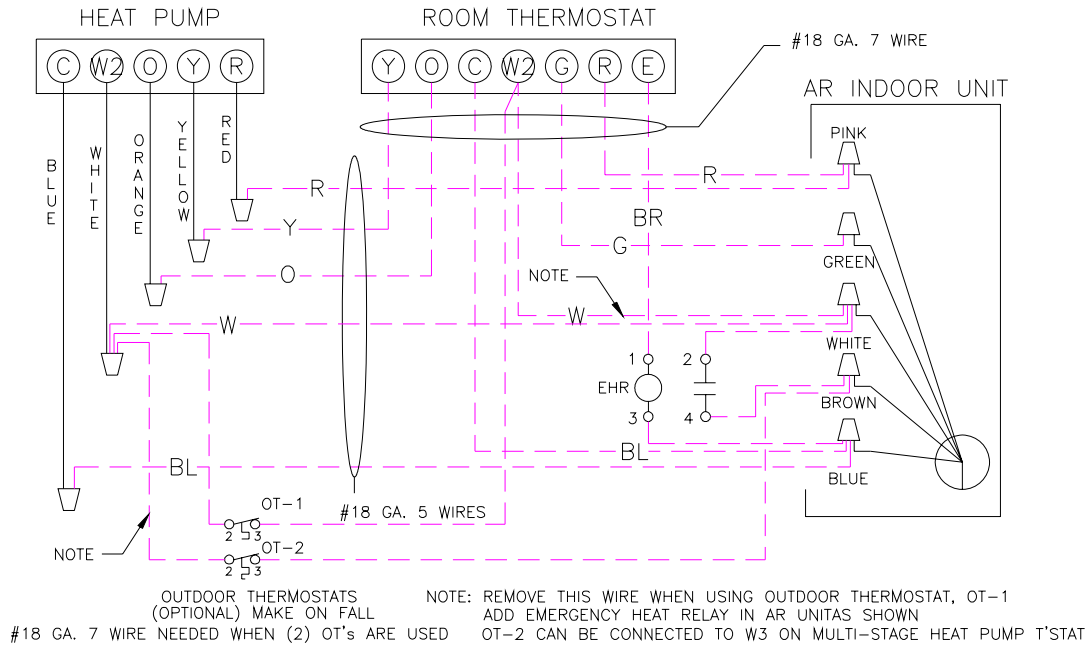 HEAT PUMP
ROOM THERMOSTAT
#18 GA. 7 WIRE
C W2 O Y R
Y O C W2 G R E
AR INDOOR UNIT
PINK
BLUE
WHITE
ORANGE
YELLOW
RED
R
R
BR
Y
G
GREEN
O
NOTE
W
W
WHITE
1
2
EHR
BROWN
3
4
BL
BL
BLUE
OT-1
#18 GA. 5 WIRES
2 3
OT-2
NOTE
2 3
OUTDOOR THERMOSTATS
(OPTIONAL) MAKE ON FALL
#18 GA. 7 WIRE NEEDED WHEN (2) OT's ARE USED
NOTE: REMOVE THIS WIRE WHEN USING OUTDOOR THERMOSTAT, OT-1
ADD EMERGENCY HEAT RELAY IN AR UNITAS SHOWN
OT-2 CAN BE CONNECTED TO W3 ON MULTI-STAGE HEAT PUMP T'STAT